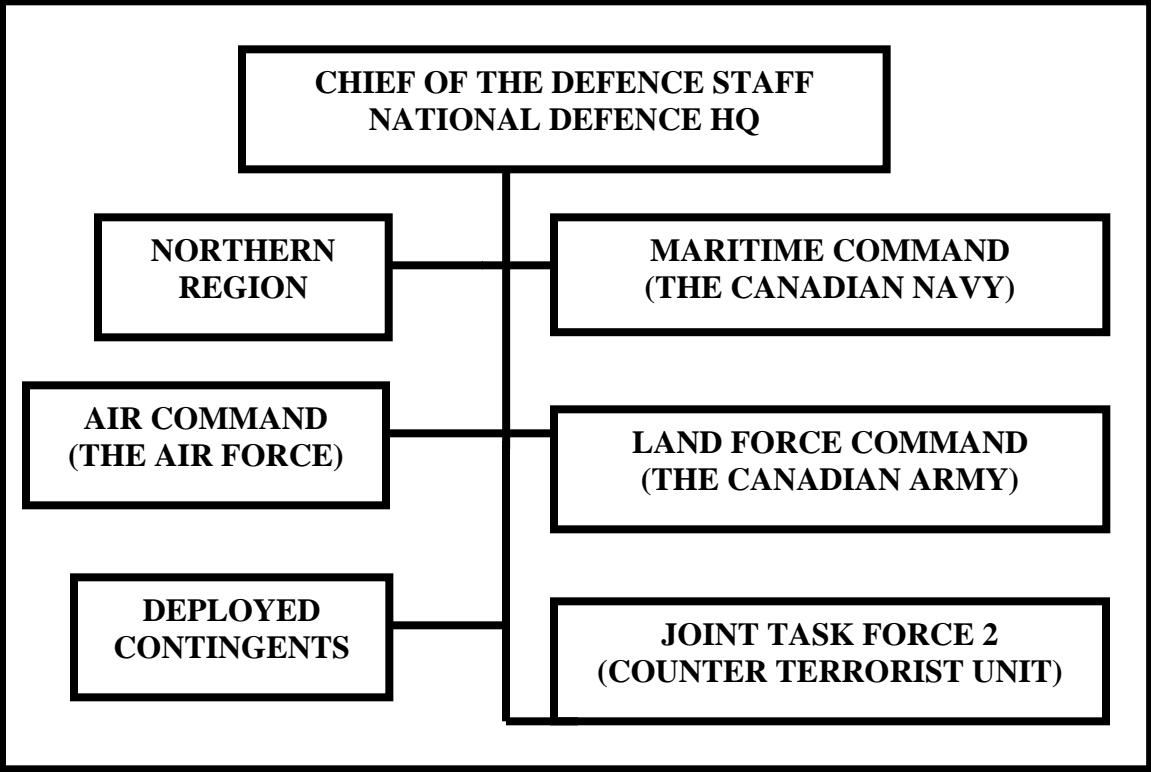 CHIEF OF THE DEFENCE STAFF
NATIONAL DEFENCE HQ
NORTHERN
REGION
MARITIME COMMAND
(THE CANADIAN NAVY)
AIR COMMAND
(THE AIR FORCE)
LAND FORCE COMMAND
(THE CANADIAN ARMY)
DEPLOYED
CONTINGENTS
JOINT TASK FORCE 2
(COUNTER TERRORIST UNIT)